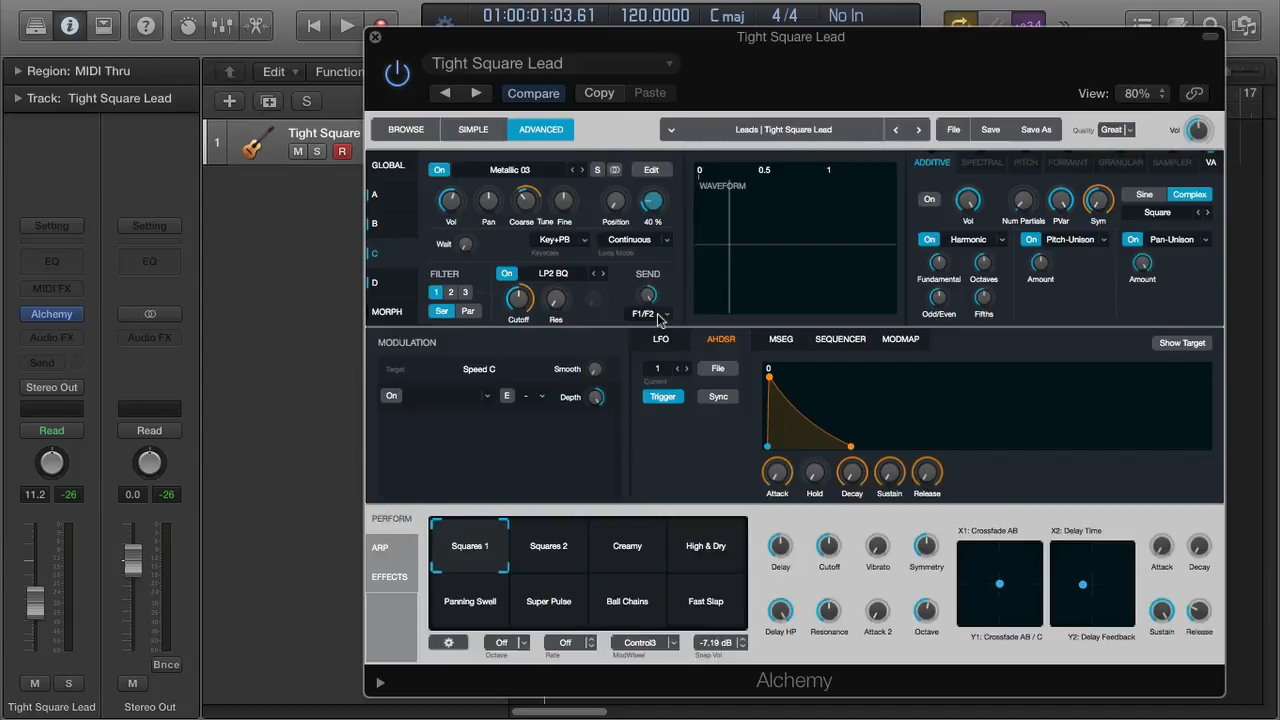 01:00:01:03.61 120.0000 C maj 4/4 No In
1234
Region: MIDI Thru
Track: Tight Square Lead
Edit Function
S
17
1 Tight Square
M S R
Tight Square Lead
Tight Square Lead
Compare Copy Paste
View: 80%
BROWSE SIMPLE ADVANCED
Leads | Tight Square Lead
File Save Save As Quality Great Vol
GLOBAL
A
B
C
D
MORPH
On Metallic 03 S Edit
Vol Pan Coarse Tune Fine Position 40 %
Wait Key+PB Continuous
Keyscale Loop Mode
FILTER On LP2 BQ SEND
1 2 3
Ser Par
Cutoff Res F1/F2
0 0.5 1
WAVEFORM
ADDITIVE SPECTRAL PITCH FORMANT GRANULAR SAMPLER VA
On Vol Num Partials PVar Sym
Sine Complex
Square
On Harmonic On Pitch-Unison On Pan-Unison
Fundamental Octaves Amount Amount
Odd/Even Fifths
MODULATION
Target Speed C Smooth
On E - Depth
LFO AHDSR MSEG SEQUENCER MODMAP
Show Target
1 File
Current
Trigger Sync
0
Attack Hold Decay Sustain Release
PERFORM
ARP
EFFECTS
Squares 1 Squares 2 Creamy High & Dry
Panning Swell Super Pulse Ball Chains Fast Slap
Off Off Control3 -7.19 dB
Octave Rate ModWheel Snap Vol
Delay Cutoff Vibrato Symmetry
Delay HP Resonance Attack 2 Octave
X1: Crossfade AB X2: Delay Time
Y1: Crossfade AB / C Y2: Delay Feedback
Attack Decay
Sustain Release
Alchemy
Setting Setting
EQ EQ
MIDI FX
Alchemy
Audio FX Audio FX
Send
Stereo Out
Read Read
11.2 -26 0.0 -26
Bnce
M S M
Tight Square Lead Stereo Out